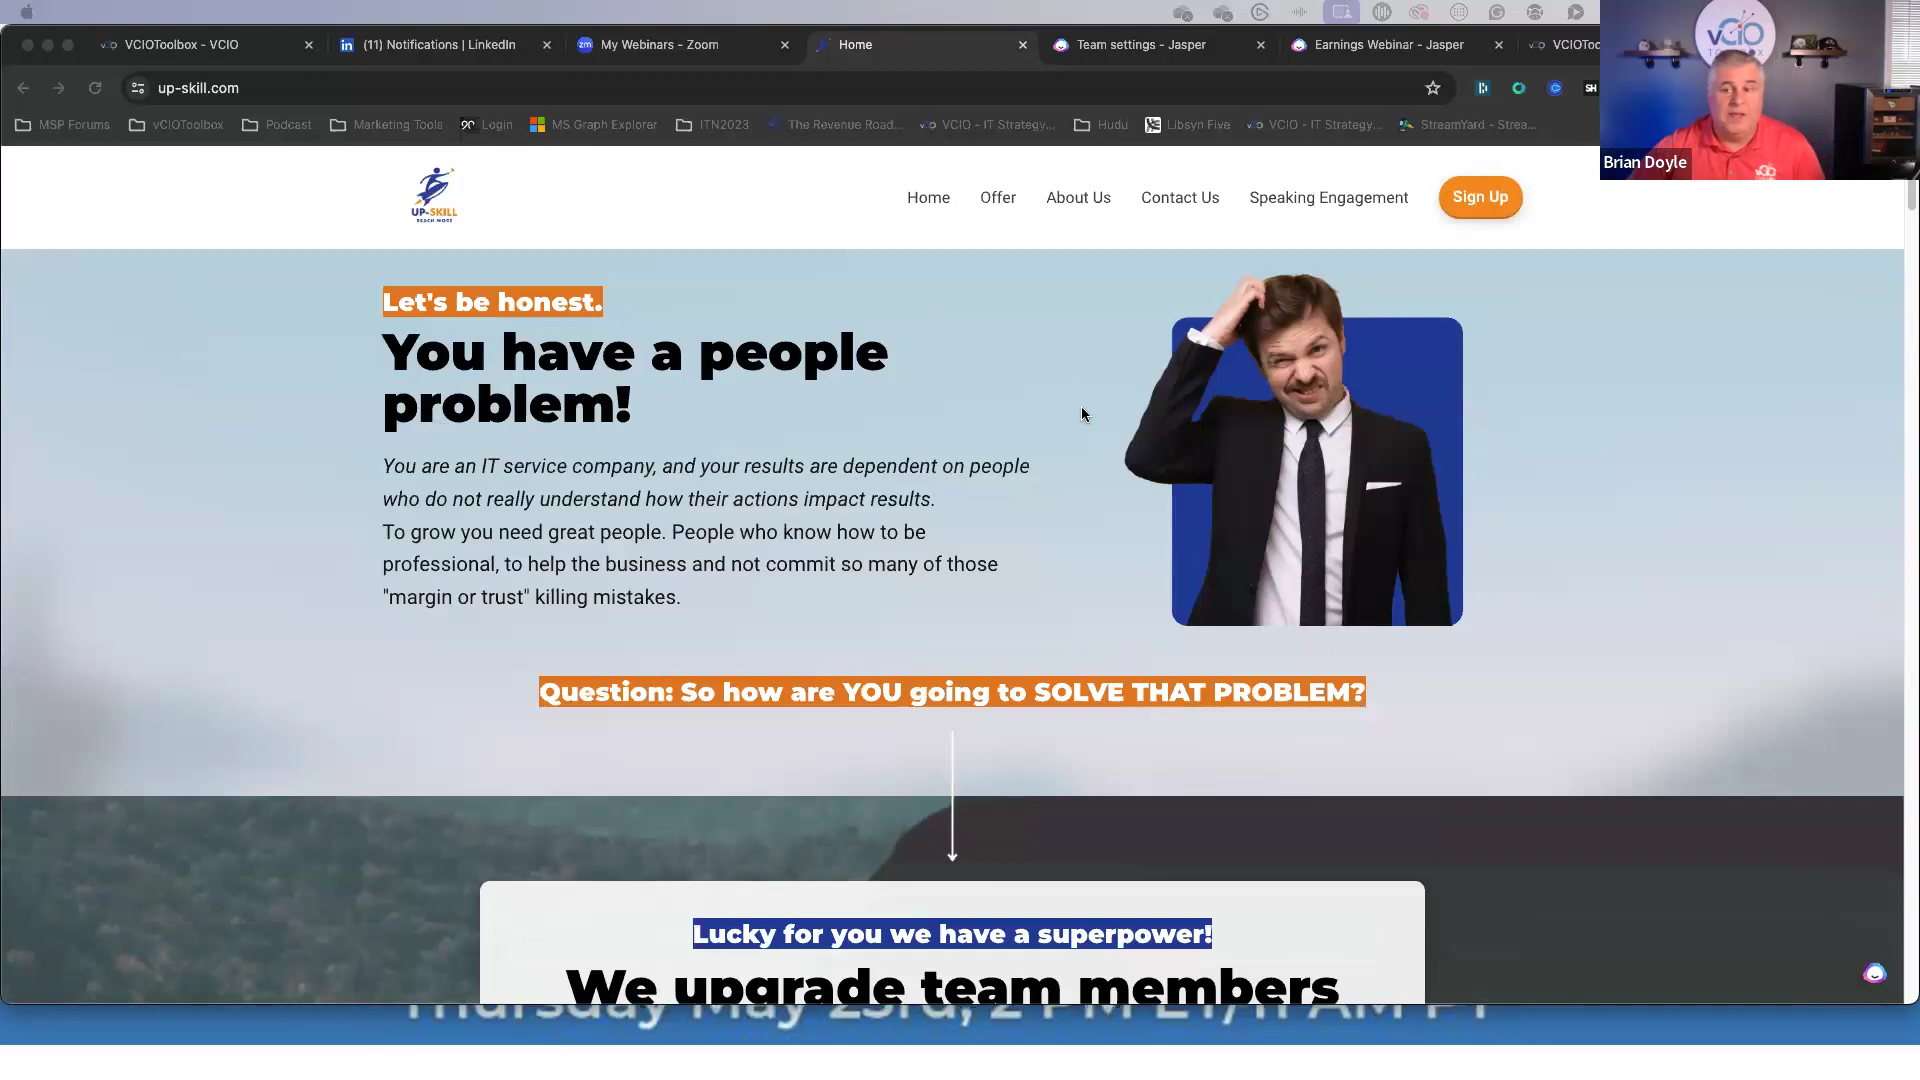 VCIOToolbox - VCIO
(11) Notifications | LinkedIn
My Webinars - Zoom
Home
Team settings - Jasper
Earnings Webinar - Jasper
VCIOToo
up-skill.com
MSP Forums
vCIOToolbox
Podcast
Marketing Tools
Login
MS Graph Explorer
ITN2023
The Revenue Road...
VCIO - IT Strategy...
Hudu
Libsyn Five
VCIO - IT Strategy...
StreamYard - Strea...
vCIO
Brian Doyle
UP-SKILL
REACH MORE
Home
Offer
About Us
Contact Us
Speaking Engagement
Sign Up
Let's be honest.
You have a people
problem!
You are an IT service company, and your results are dependent on people
who do not really understand how their actions impact results.
To grow you need great people. People who know how to be
professional, to help the business and not commit so many of those
"margin or trust" killing mistakes.
Question: So how are YOU going to SOLVE THAT PROBLEM?
Lucky for you we have a superpower!
We upgrade team members
Thursday May 23rd, 2 PM ET/11 AM PT